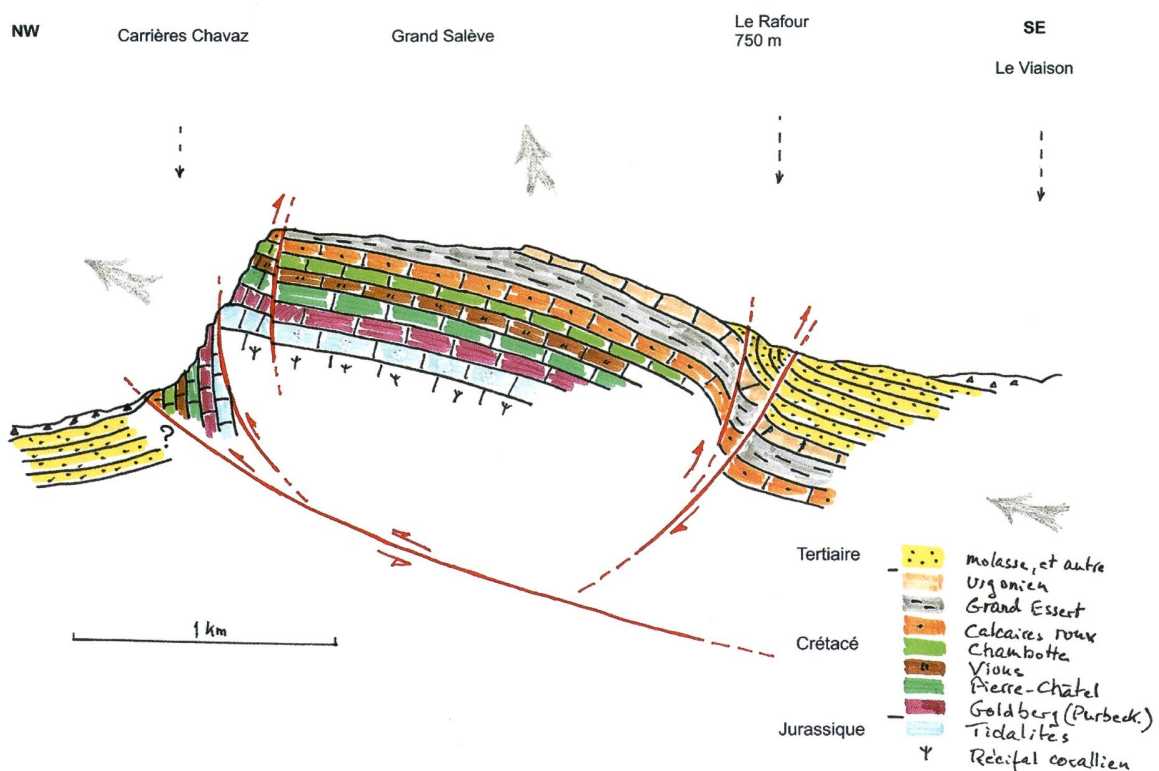 NW
Carrières Chavaz
Grand Salève
Le Rafour
750 m
SE
Le Viaison
?
1 km
Tertiaire
molasse, et autre
Urgonien
Grand Essert
Calcaires roux
Crétacé
Chambotte
Vions
Pierre-Châtel
Goldberg (Purbeck.)
Jurassique
Tidalites
Récifal corallien